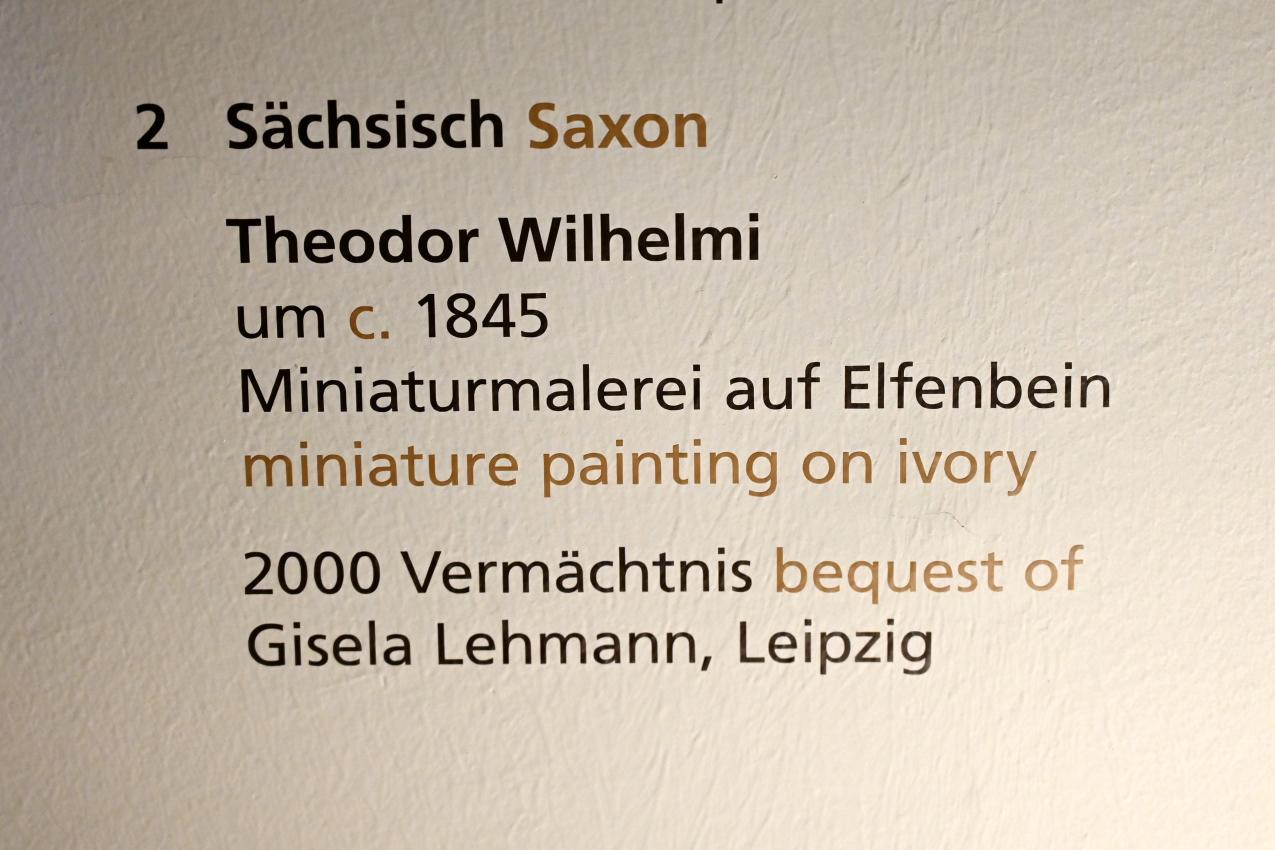 2 Sächsisch Saxon
Theodor Wilhelmi
um c. 1845
Miniaturmalerei auf Elfenbein
miniature painting on ivory
2000 Vermächtnis bequest of
Gisela Lehmann, Leipzig